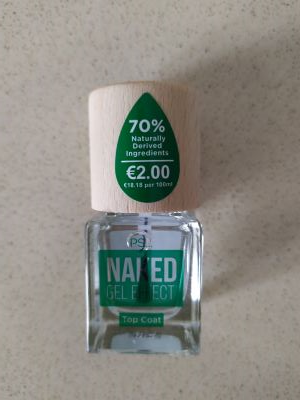 70%
Naturally
Derived
Ingredients
€2.00
€18.18 per 100ml
PS...
NAKED
GEL EFFECT
Top Coat